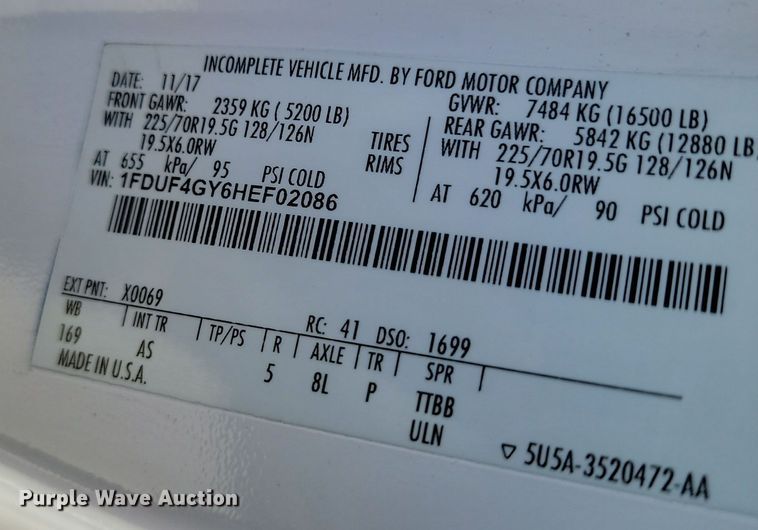 INCOMPLETE VEHICLE MFD. BY FORD MOTOR COMPANY
DATE: 11/17 GVWR: 7484 KG (16500 LB)
FRONT GAWR: 2359 KG ( 5200 LB) REAR GAWR: 5842 KG (12880 LB
WITH 225/70R19.5G 128/126N TIRES WITH 225/70R19.5G 128/126N
19.5X6.0RW RIMS 19.5X6.0RW
AT 655 kPa/ 95 PSI COLD AT 620 kPa/ 90 PSI COLD
VIN: 1FDUF4GY6HEF02086
EXT PNT: X0069 RC: 41 DSO: 1699
WB INT TR TP/PS R AXLE TR SPR
169 AS 5 8L P TTBB
MADE IN U.S.A. ULN
5U5A-3520472-AA
Purple Wave Auction